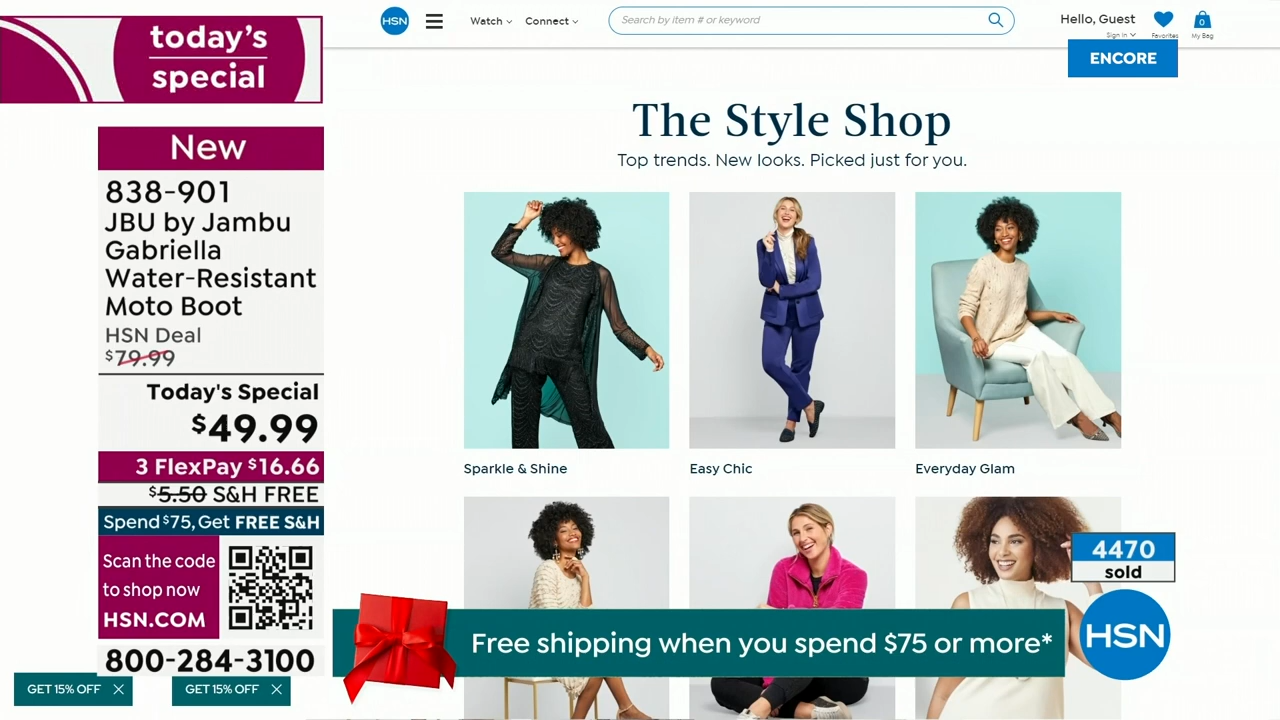 today's
special
New
838-901
JBU by Jambu
Gabriella
Water-Resistant
Moto Boot
HSN Deal
$79.99
Today's Special
$49.99
3 FlexPay $16.66
$5.50 S&H FREE
Spend $75, Get FREE S&H
Scan the code
to shop now
HSN.COM
800-284-3100
GET 15% OFF
GET 15% OFF
HSN
Watch
Connect
Search by item # or keyword
Hello, Guest
Sign In
Favorites
0
My Bag
ENCORE
The Style Shop
Top trends. New looks. Picked just for you.
Sparkle & Shine
Easy Chic
Everyday Glam
4470
sold
Free shipping when you spend $75 or more*
HSN